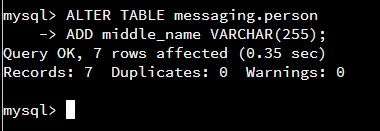 mysql> ALTER TABLE messaging.person
    -> ADD middle_name VARCHAR(255);
Query OK, 7 rows affected (0.35 sec)
Records: 7  Duplicates: 0  Warnings: 0
mysql>